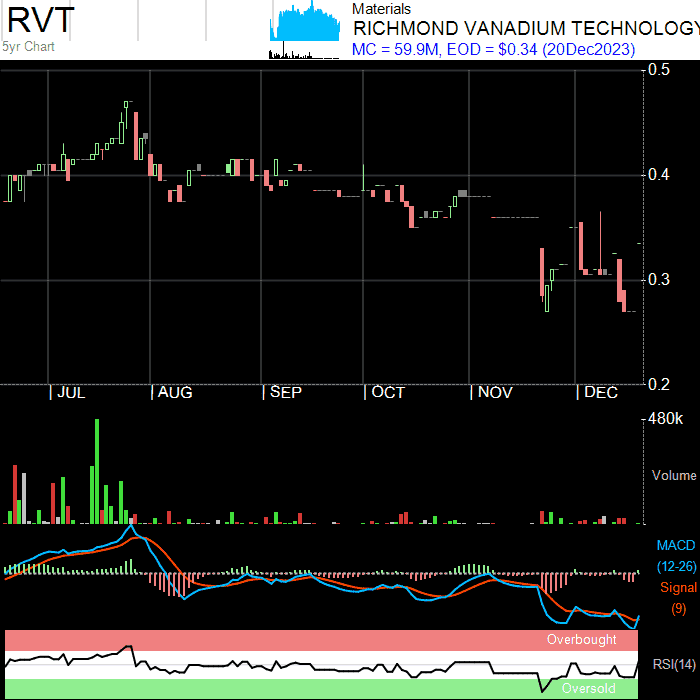 RVT
5yr Chart
Materials
RICHMOND VANADIUM TECHNOLOGY
MC = 59.9M, EOD = $0.34 (20Dec2023)
0.5
0.4
0.3
0.2
JUL
AUG
SEP
OCT
NOV
DEC
480k
Volume
MACD
(12-26)
Signal
(9)
Overbought
RSI(14)
Oversold